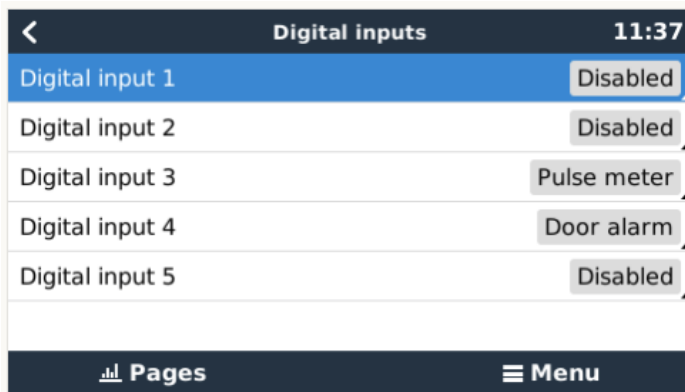 Digital inputs 11:37
Digital input 1 Disabled
Digital input 2 Disabled
Digital input 3 Pulse meter
Digital input 4 Door alarm
Digital input 5 Disabled
Pages Menu